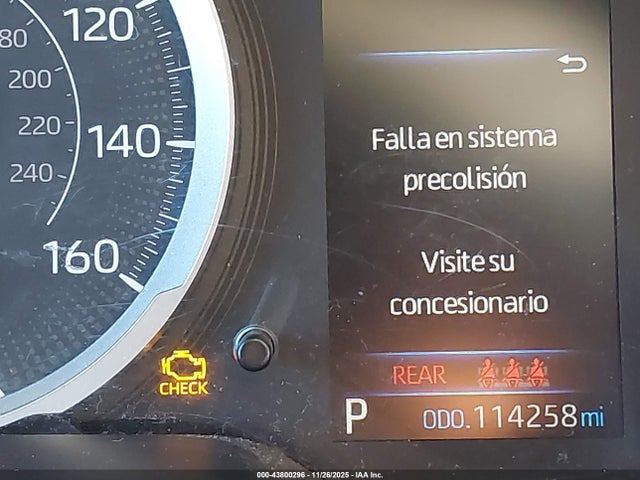 120
80
200
220
140
240
160
Falla en sistema
precolisión
Visite su
concesionario
CHECK
REAR
P ODO. 114258 mi
000-43800296 - 11/26/2025 - IAA Inc.